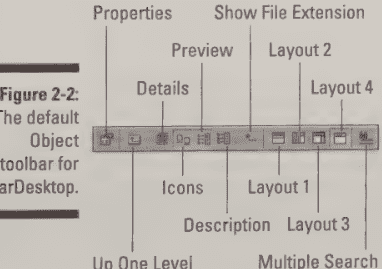 Properties Show File Extension
Preview Layout 2
Details Layout 4
Figure 2-2:
The default
Object
toolbar for
arDesktop.
Icons Layout 1
Description Layout 3
Up One Level Multiple Search